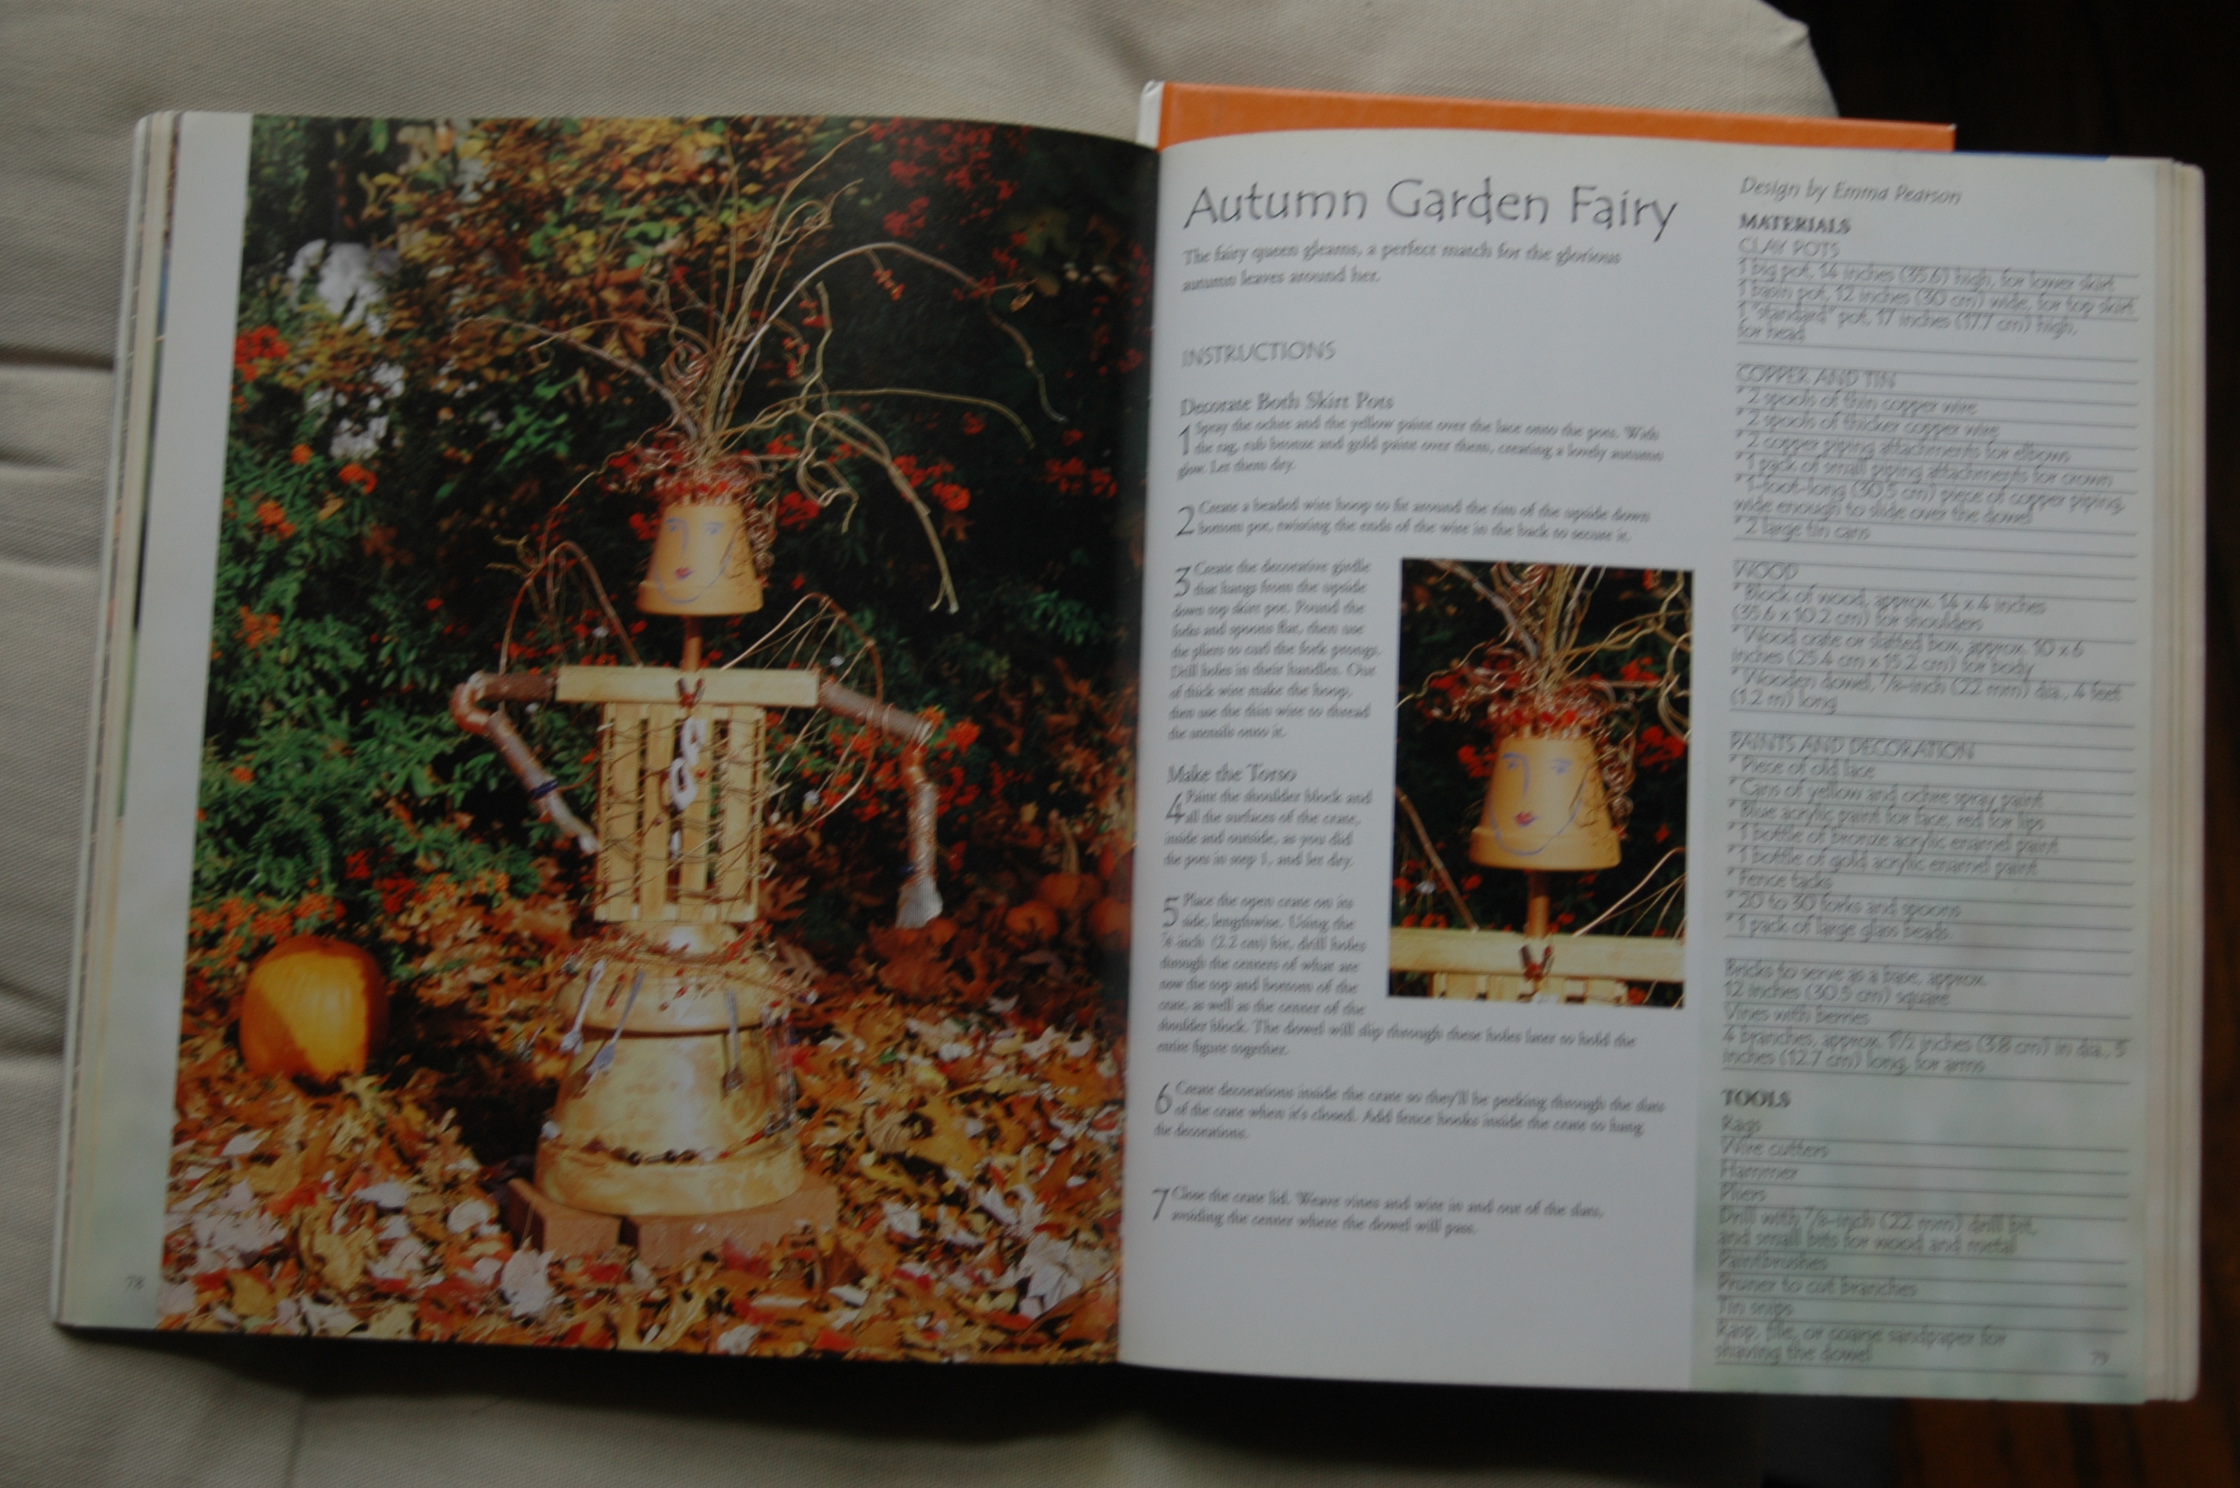 78
Autumn Garden Fairy
The fairy queen gleams, a perfect match for the glorious
autumn leaves around her.
INSTRUCTIONS
Decorate Both Skirt Pots
1 Spray the ochre and the yellow paint over the lace onto the pots. With
the rag, rub bronze and gold paint over them, creating a lovely autumn
glow. Let them dry.
2 Create a beaded wire hoop to fit around the rim of the upside down
bottom pot, twisting the ends of the wire in the back to secure it.
3 Create the decorative girdle
that hangs from the upside
down top skirt pot. Pound the
forks and spoons flat, then use
the pliers to curl the fork prongs.
Drill holes in their handles. Out
of thick wire make the hoop,
then use the thin wire to thread
the utensils onto it.
Make the Torso
4 Paint the shoulder block and
all the surfaces of the crate,
inside and outside, as you did
the pots in step 1, and let dry.
5 Place the open crate on its
side, lengthwise. Using the
⅞ inch (2.2 cm) bit, drill holes
through the centers of what are
now the top and bottom of the
crate, as well as the center of the
shoulder block. The dowel will slip through these holes later to hold the
entire figure together.
6 Create decorations inside the crate so they'll be peeking through the slats
of the crate when it's closed. Add fence hooks inside the crate to hang
the decorations.
7 Close the crate lid. Weave vines and wire in and out of the slats,
avoiding the center where the dowel will pass.
Design by Emma Pearson
MATERIALS
CLAY POTS
1 big pot, 14 inches (35.6) high, for lower skirt
1 basin pot, 12 inches (30 cm) wide, for top skirt
1 "standard" pot, 17 inches (17.7 cm) high,
for head
COPPER AND TIN
* 2 spools of thin copper wire
* 2 spools of thicker copper wire
* 2 copper piping attachments for elbows
* 1 pack of small piping attachments for crown
* 1-foot-long (30.5 cm) piece of copper piping,
wide enough to slide over the dowel
* 2 large tin cans
WOOD
* Block of wood, approx. 14 x 4 inches
(35.6 x 10.2 cm) for shoulders
* Wood crate or slatted box, approx. 10 x 6
inches (25.4 cm x 15.2 cm) for body
* Wooden dowel, 7/8-inch (22 mm) dia., 4 feet
(1.2 m) long
PAINTS AND DECORATION
* Piece of old lace
* Cans of yellow and ochre spray paint
* Blue acrylic paint for face, red for lips
* 1 bottle of bronze acrylic enamel paint
* 1 bottle of gold acrylic enamel paint
* Fence tacks
* 20 to 30 forks and spoons
* 1 pack of large glass beads
Bricks to serve as a base, approx.
12 inches (30.5 cm) square
Vines with berries
4 branches, approx. 1½ inches (3.8 cm) in dia., 5
inches (12.7 cm) long, for arms
TOOLS
Rags
Wire cutters
Hammer
Pliers
Drill with 7/8-inch (22 mm) drill bit,
and small bits for wood and metal
Paintbrushes
Pruner to cut branches
Tin snips
Rasp, file, or coarse sandpaper for
shaving the dowel
79